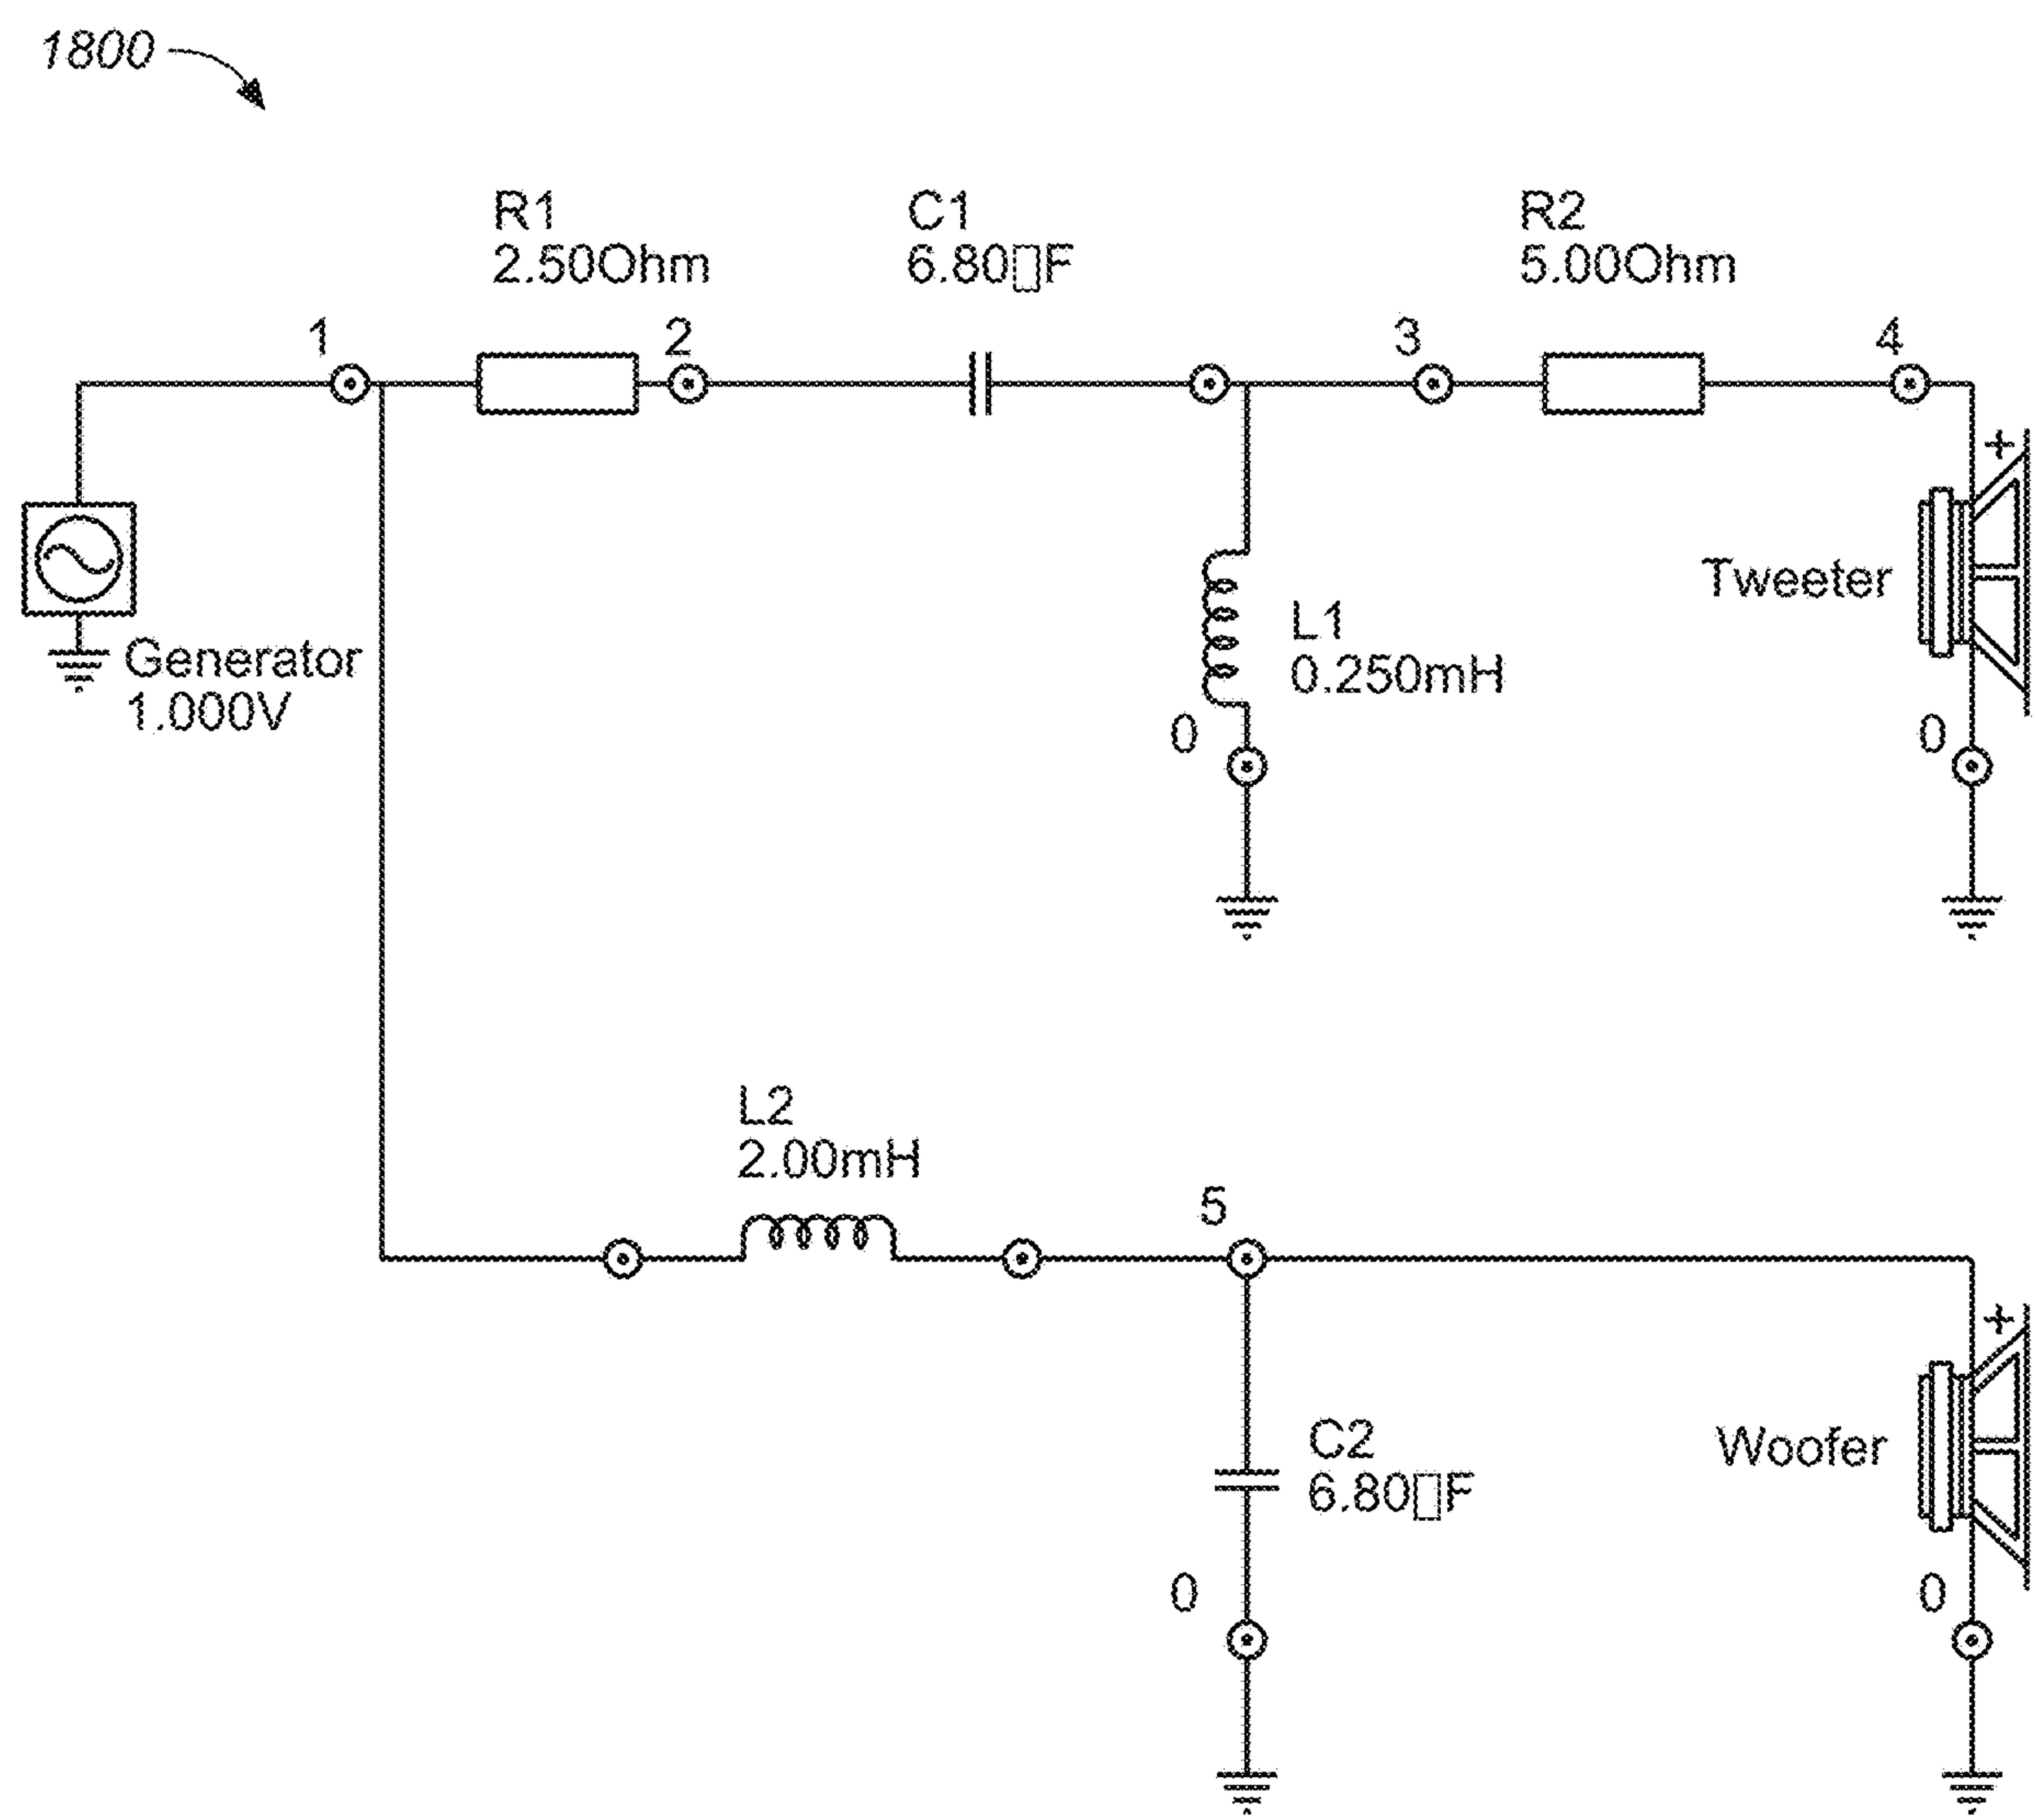 1800
R1
2.50Ohm
C1
6.80▯F
R2
5.00Ohm
1
2
3
4
+
Generator
1.000V
L1
0.250mH
Tweeter
0
0
L2
2.00mH
5
+
C2
6.80▯F
Woofer
0
0